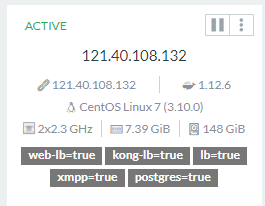 ACTIVE
121.40.108.132
121.40.108.132 1.12.6
CentOS Linux 7 (3.10.0)
2x2.3 GHz 7.39 GiB 148 GiB
web-lb=true kong-lb=true lb=true
xmpp=true postgres=true